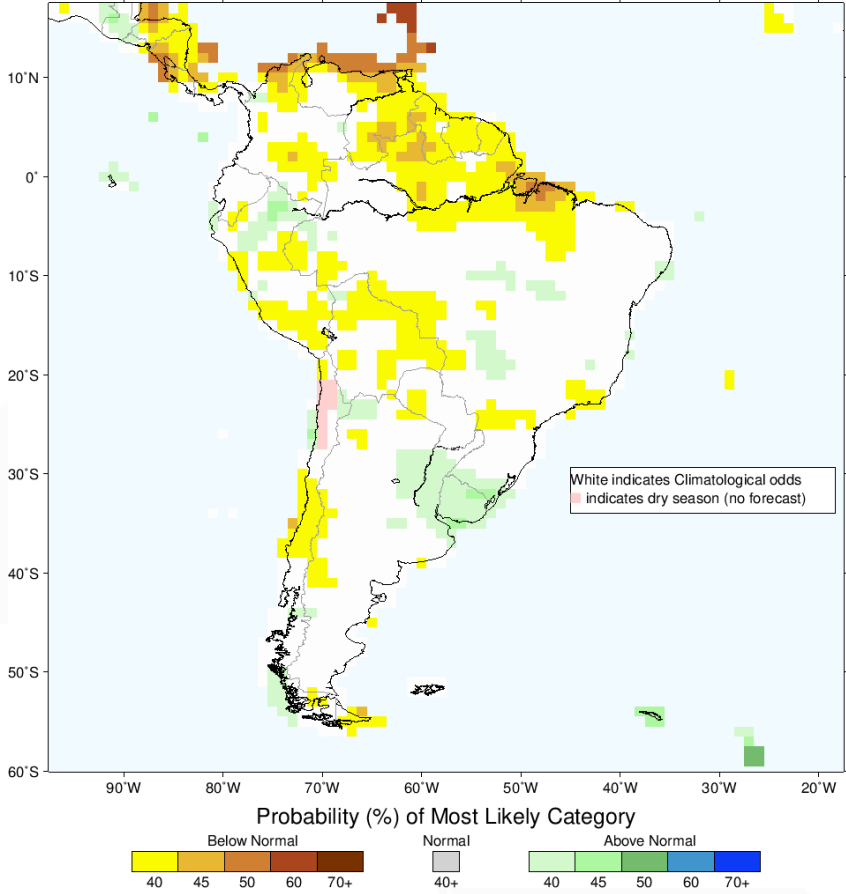 10°N
0°
10°S
20°S
30°S
40°S
50°S
60°S
White indicates Climatological odds
indicates dry season (no forecast)
90°W 80°W 70°W 60°W 50°W 40°W 30°W 20°W
Probability (%) of Most Likely Category
Below Normal Normal Above Normal
40 45 50 60 70+ 40+ 40 45 50 60 70+